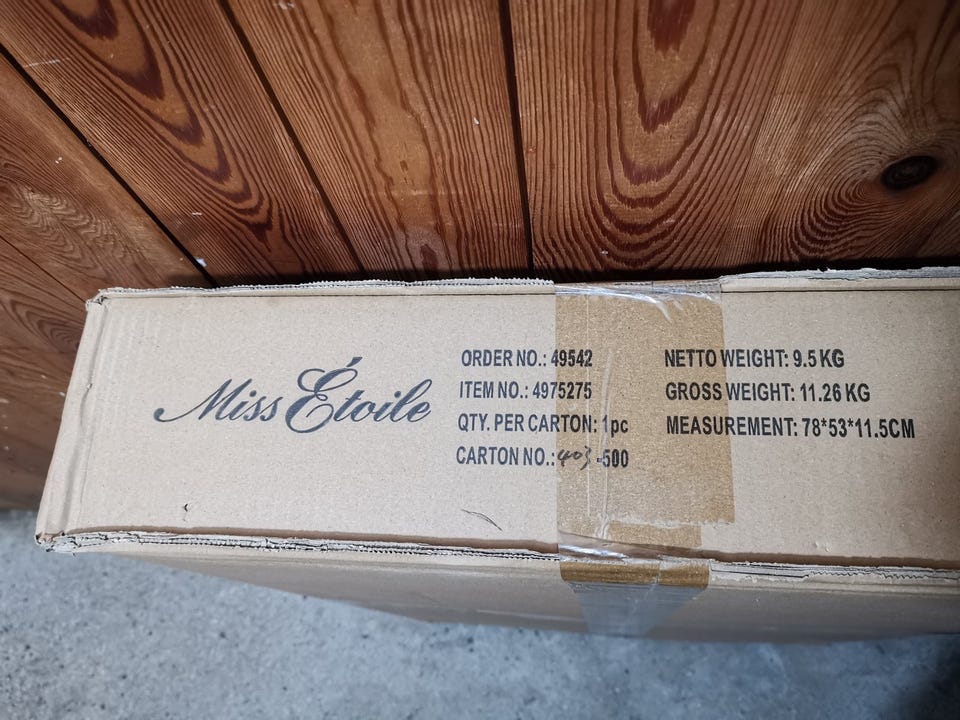 Miss Étoile
ORDER NO.: 49542
ITEM NO.: 4975275
QTY. PER CARTON: 1pc
CARTON NO.: 403-500
NETTO WEIGHT: 9.5 KG
GROSS WEIGHT: 11.26 KG
MEASUREMENT: 78*53*11.5CM